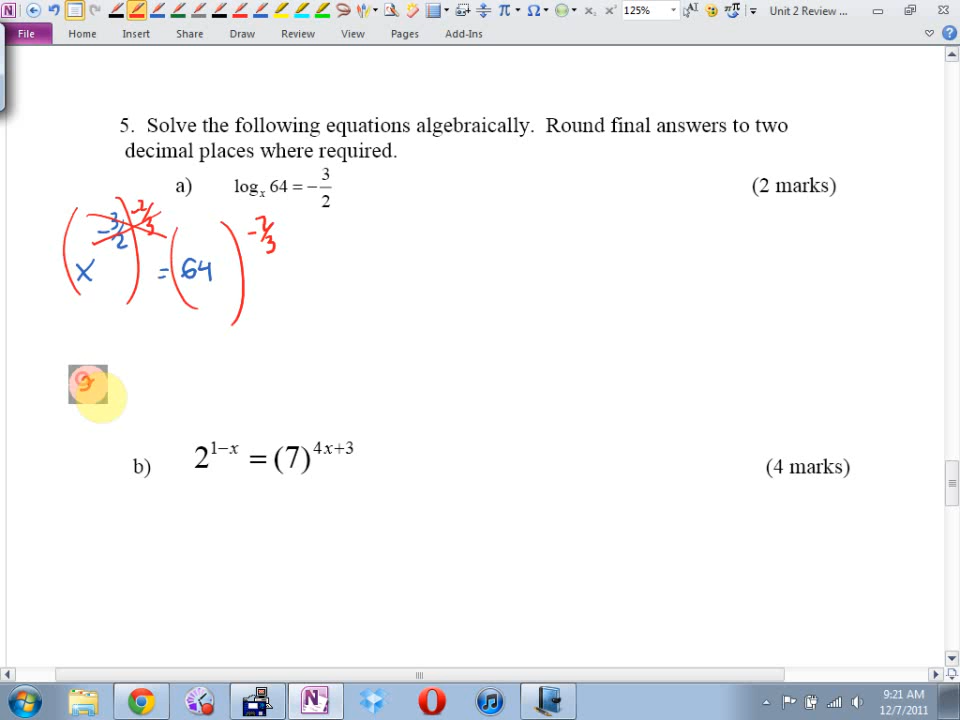 125%
Unit 2 Review ...
File Home Insert Share Draw Review View Pages Add-Ins
5. Solve the following equations algebraically. Round final answers to two
decimal places where required.
a) logₓ 64 = -3/2 (2 marks)
(x^(-3/2))^(-2/3) = (64)^(-2/3)
b) 2^(1-x) = (7)^(4x+3) (4 marks)
9:21 AM
12/7/2011